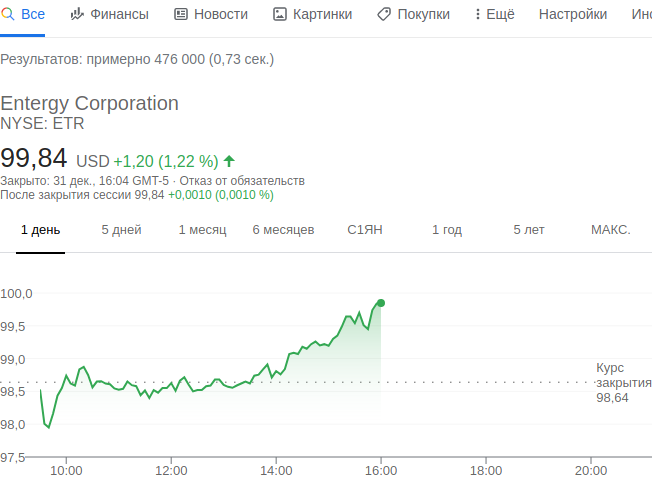 Все Финансы Новости Картинки Покупки Ещё Настройки
Результатов: примерно 476 000 (0,73 сек.)
Entergy Corporation
NYSE: ETR
99,84 USD +1,20 (1,22 %)
Закрыто: 31 дек., 16:04 GMT-5 · Отказ от обязательств
После закрытия сессии 99,84 +0,0010 (0,0010 %)
1 день 5 дней 1 месяц 6 месяцев С1ЯН 1 год 5 лет МАКС.
100,0
99,5
99,0
Курс
закрытия
98,64
98,5
98,0
97,5
10:00 12:00 14:00 16:00 18:00 20:00